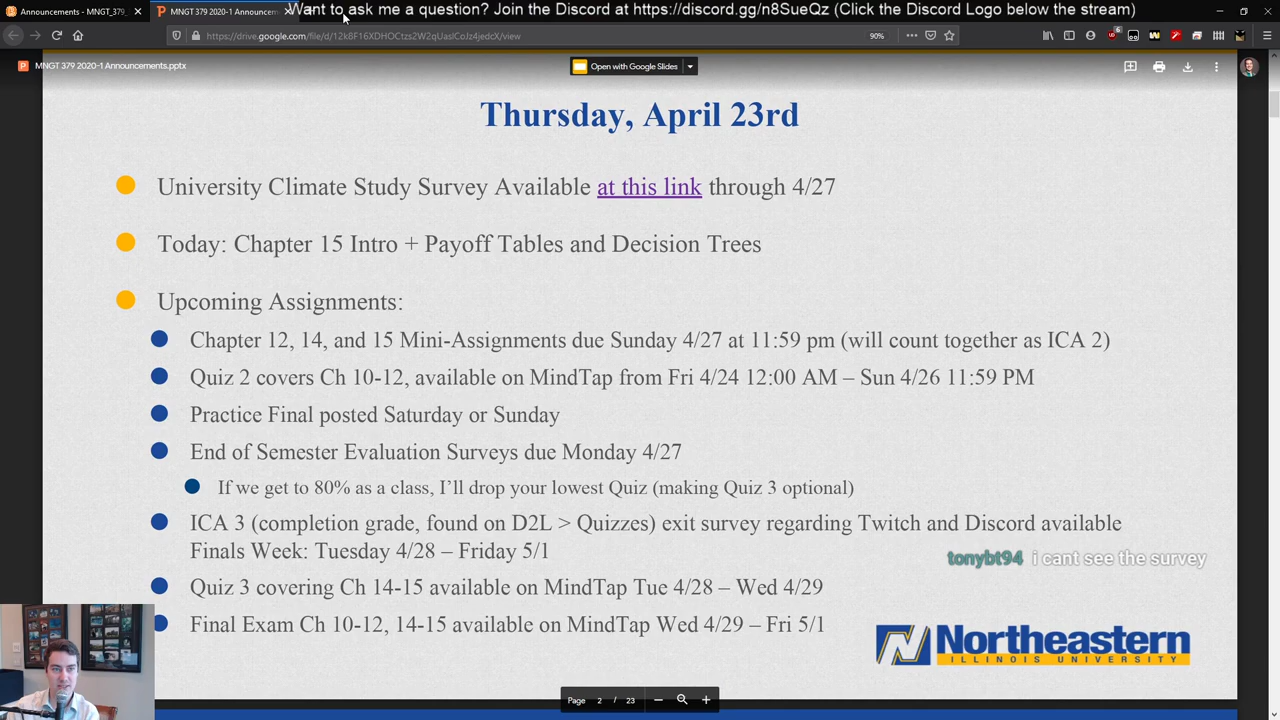 Announcements - MNGT_379_
MNGT 379 2020-1 Announcem
Want to ask me a question? Join the Discord at https://discord.gg/n8SueQz (Click the Discord Logo below the stream)
https://drive.google.com/file/d/12k8F16XDHOCtzs2W2qUasICoJz4jedcX/view
90%
MNGT 379 2020-1 Announcements.pptx
Open with Google Slides
Thursday, April 23rd
University Climate Study Survey Available at this link through 4/27
Today: Chapter 15 Intro + Payoff Tables and Decision Trees
Upcoming Assignments:
Chapter 12, 14, and 15 Mini-Assignments due Sunday 4/27 at 11:59 pm (will count together as ICA 2)
Quiz 2 covers Ch 10-12, available on MindTap from Fri 4/24 12:00 AM – Sun 4/26 11:59 PM
Practice Final posted Saturday or Sunday
End of Semester Evaluation Surveys due Monday 4/27
If we get to 80% as a class, I'll drop your lowest Quiz (making Quiz 3 optional)
ICA 3 (completion grade, found on D2L > Quizzes) exit survey regarding Twitch and Discord available
Finals Week: Tuesday 4/28 – Friday 5/1
tonybt94 i cant see the survey
Quiz 3 covering Ch 14-15 available on MindTap Tue 4/28 – Wed 4/29
Final Exam Ch 10-12, 14-15 available on MindTap Wed 4/29 – Fri 5/1
Northeastern
ILLINOIS UNIVERSITY
Page 2 / 23